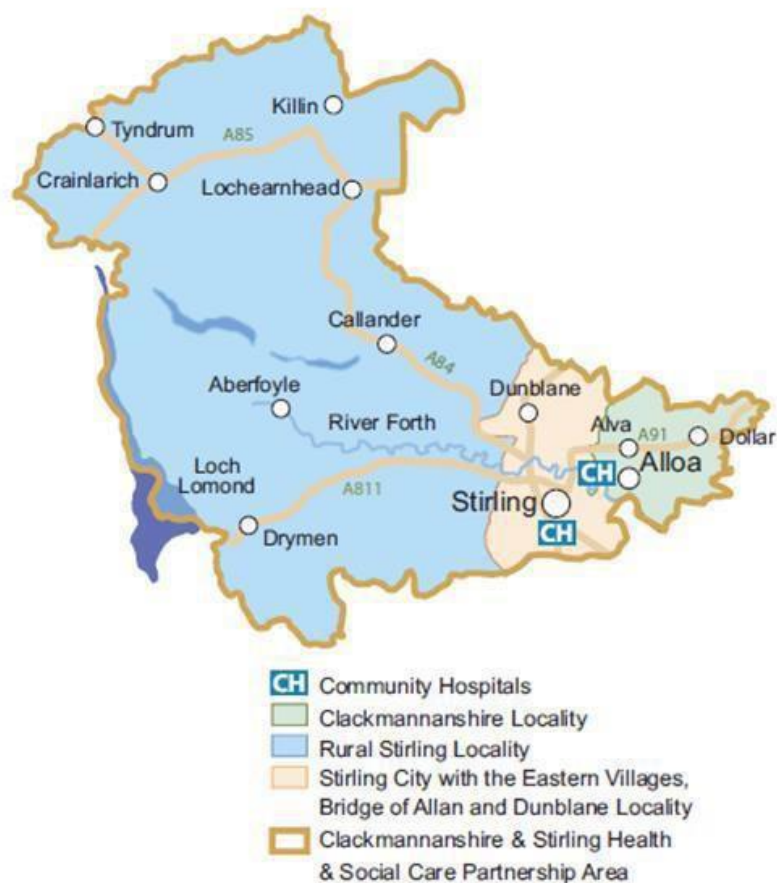 Killin
Tyndrum
A85
Crainlarich
Lochearnhead
Callander
A84
Aberfoyle
Dunblane
River Forth
Alva
A91
Dollar
Loch
Lomond
CH
Alloa
A811
Stirling
Drymen
CH
CH Community Hospitals
Clackmannanshire Locality
Rural Stirling Locality
Stirling City with the Eastern Villages,
Bridge of Allan and Dunblane Locality
Clackmannanshire & Stirling Health
& Social Care Partnership Area